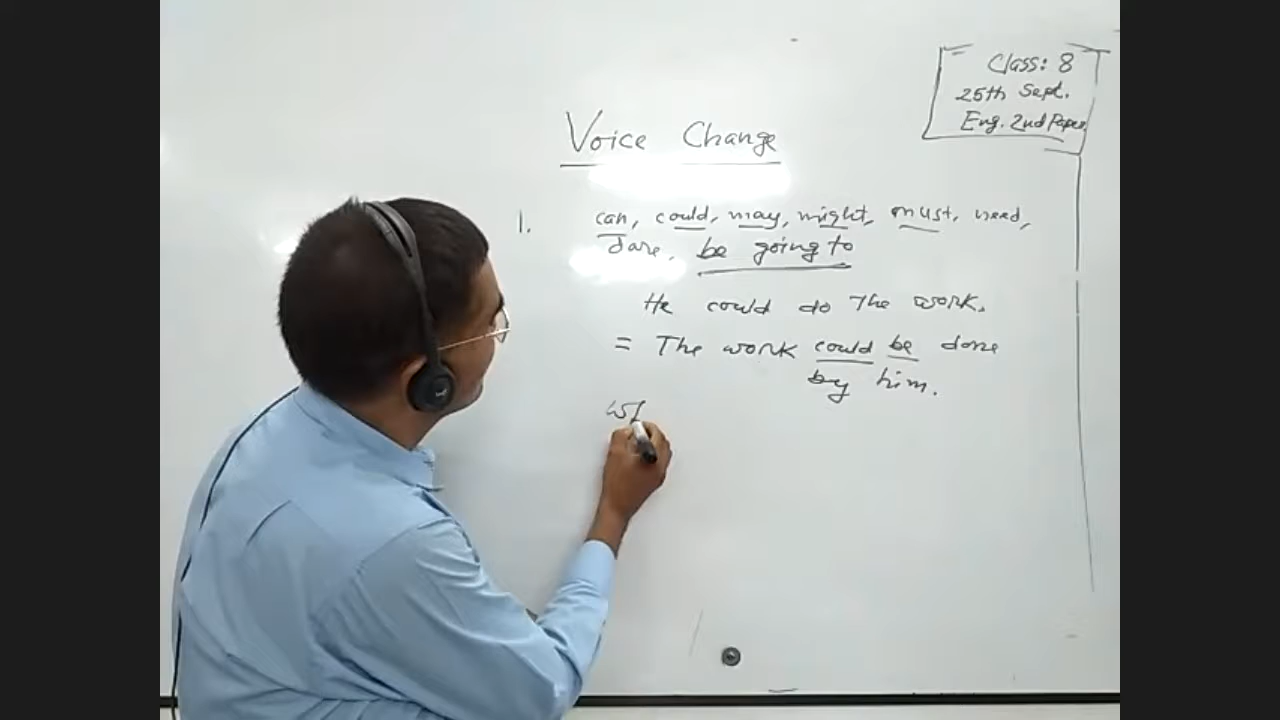 Class: 8
25th Sept.
Eng. 2nd Paper
Voice Change
1. can, could, may, might, must, need,
dare, be going to
He could do the work.
= The work could be done
by him.